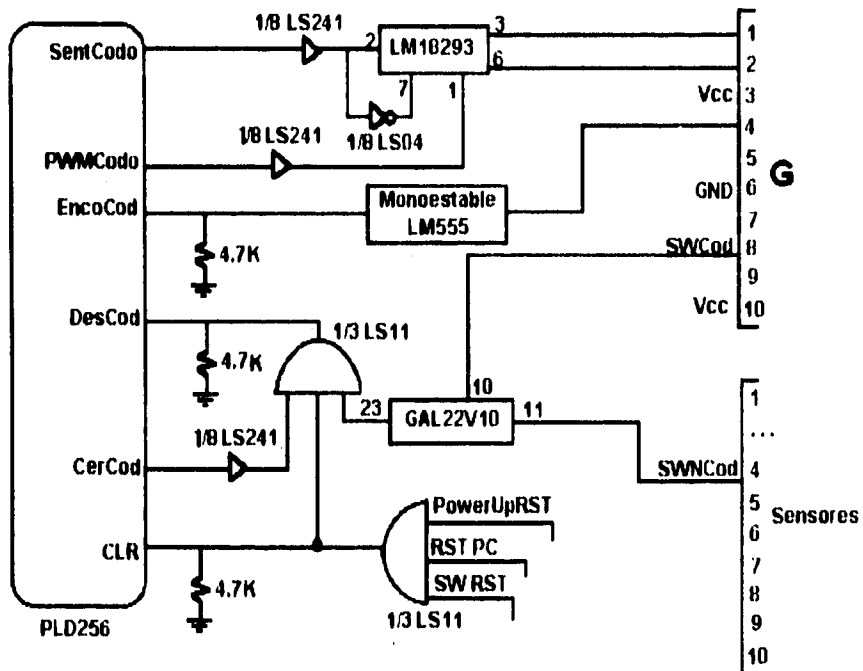 1/8 LS241
SentCodo
2
LM18293
3
6
7
1
1/8 LS04
1/8 LS241
PWMCodo
EncoCod
Monoestable
LM555
4.7K
DesCod
1/3 LS11
4.7K
23
10
GAL22V10
11
1/8 LS241
CerCod
PowerUpRST
CLR
RST PC
SW RST
4.7K
1/3 LS11
PLD256
1
2
Vcc 3
4
5
G
GND 6
7
SWCod 8
9
Vcc 10
1
...
SWNCod 4
5
Sensores
6
7
8
9
10